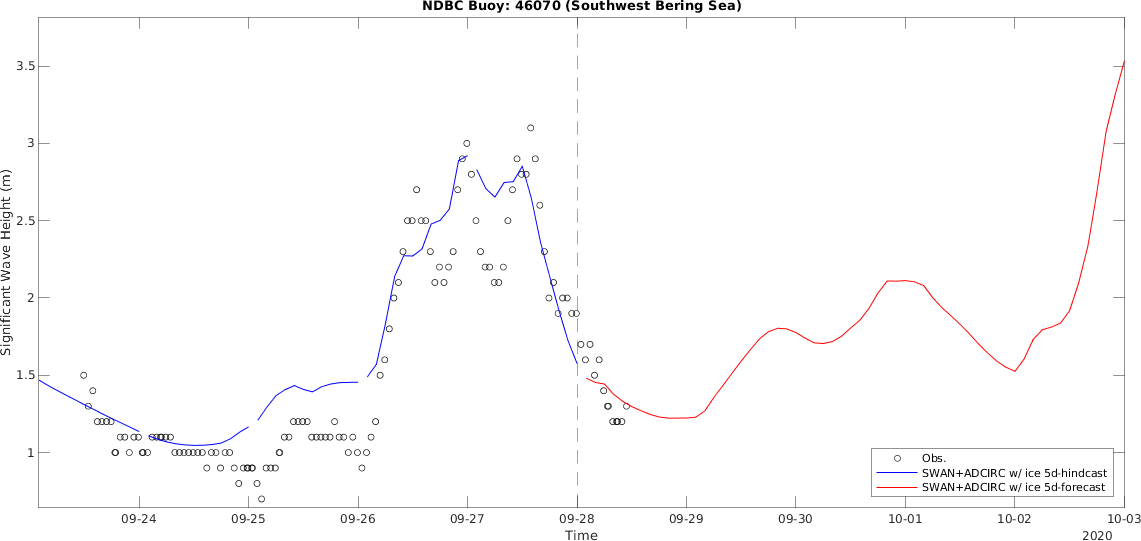 NDBC Buoy: 46070 (Southwest Bering Sea)
Significant Wave Height (m)
3.5
3
2.5
2
1.5
1
Obs.
SWAN+ADCIRC w/ ice 5d-hindcast
SWAN+ADCIRC w/ ice 5d-forecast
09-24 09-25 09-26 09-27 09-28 09-29 09-30 10-01 10-02 10-03
Time
2020